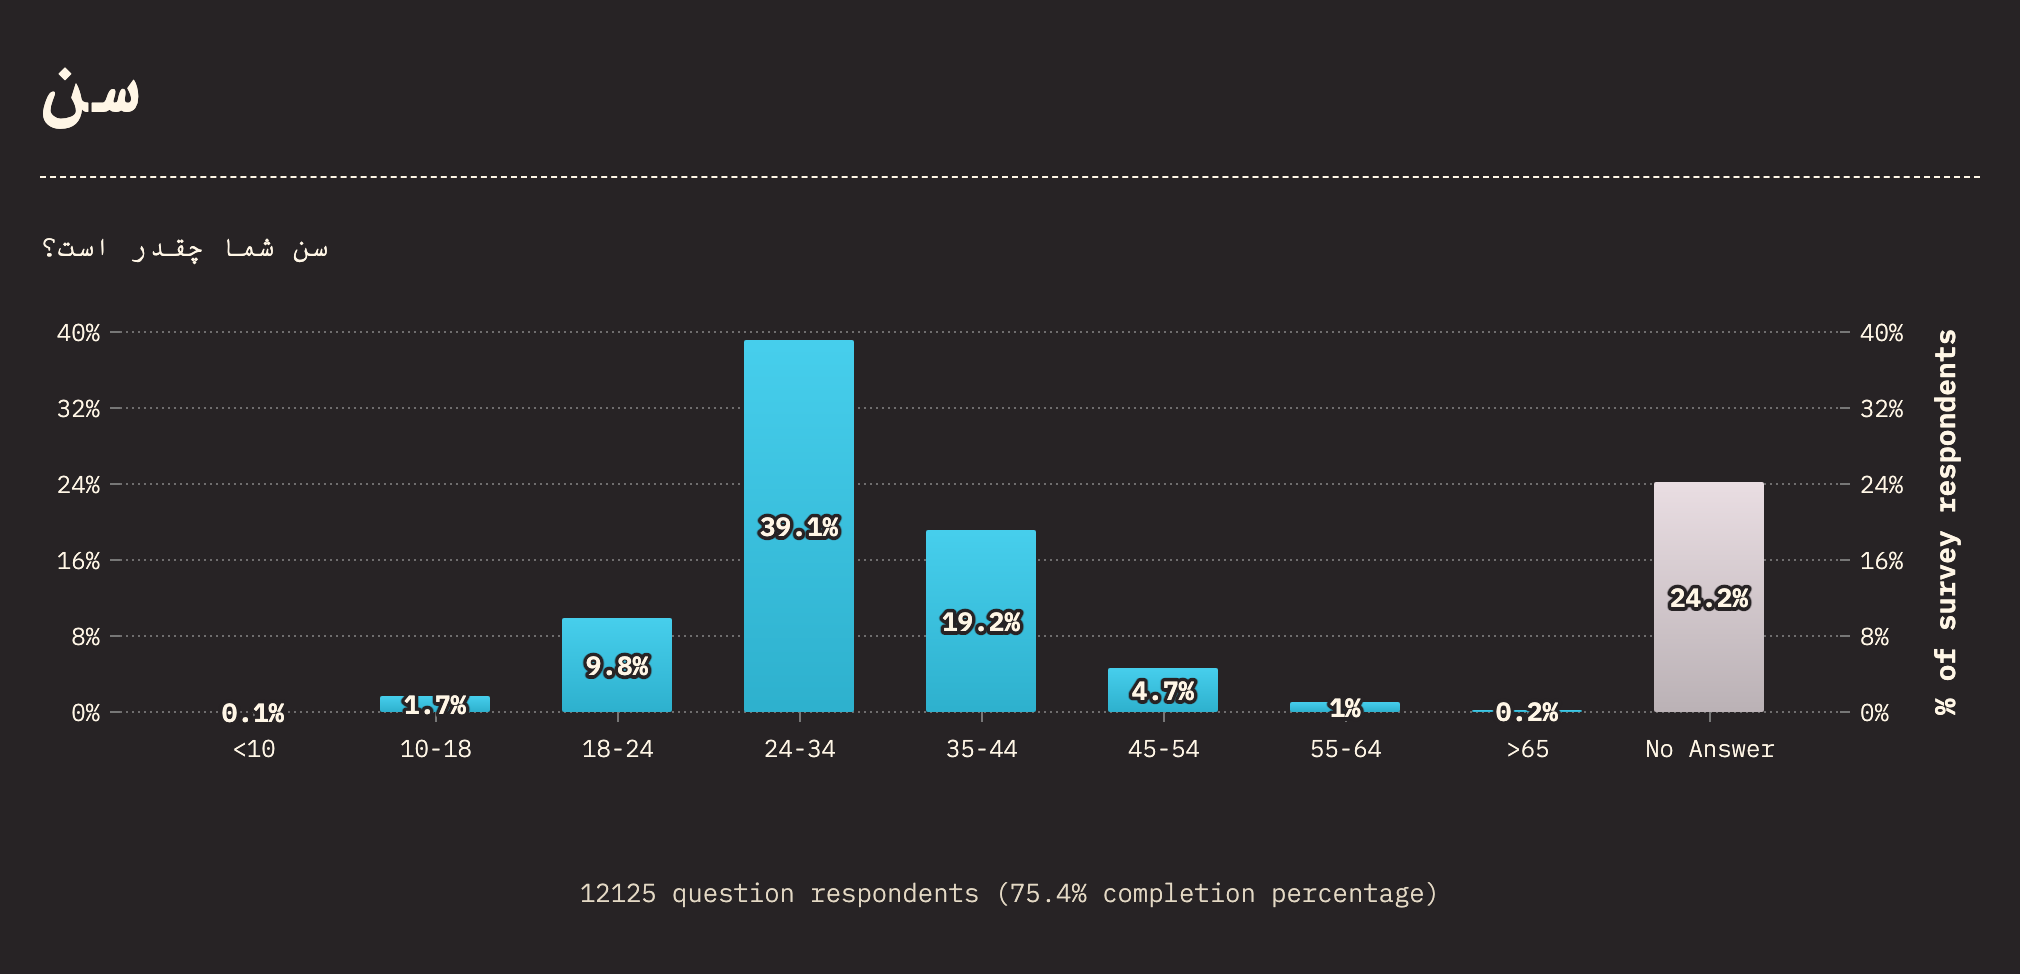 سن
سن شما چقدر است؟
40% 40%
32% 32%
24% 24%
16% 16%
8% 8%
0% 0%
% of survey respondents
0.1% 1.7% 9.8% 39.1% 19.2% 4.7% 1% 0.2% 24.2%
<10 10-18 18-24 24-34 35-44 45-54 55-64 >65 No Answer
12125 question respondents (75.4% completion percentage)